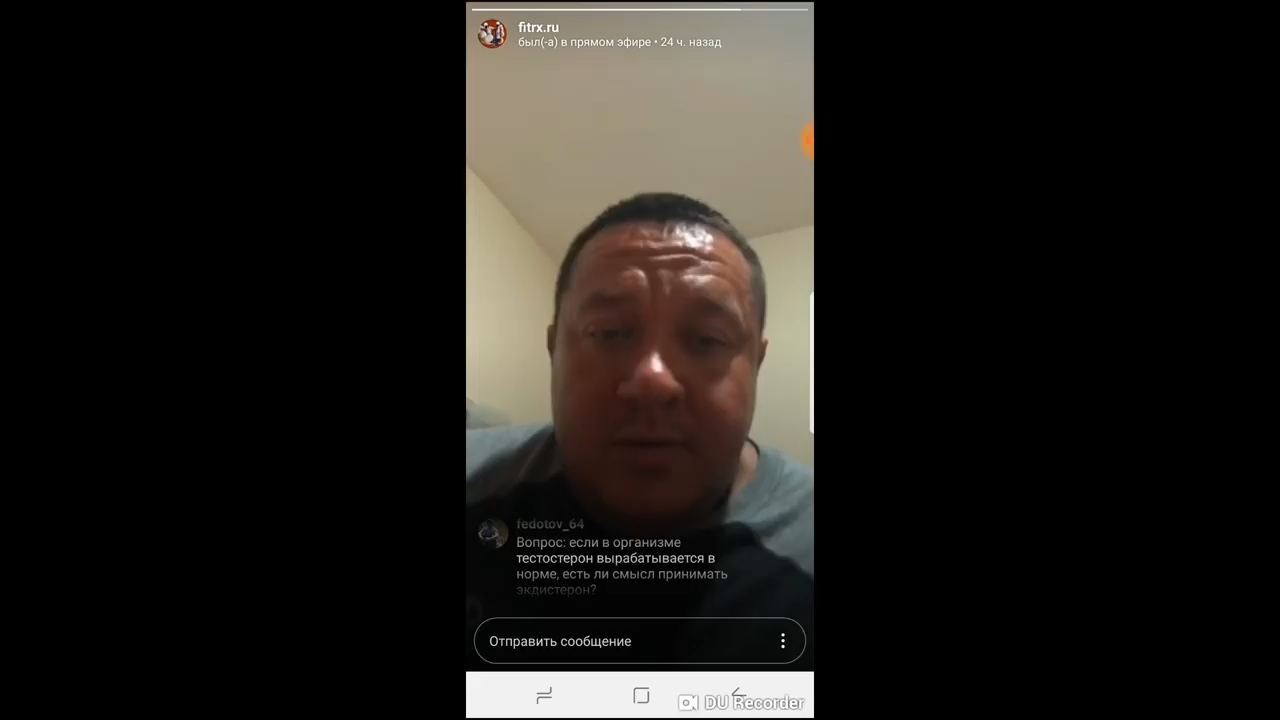 fitrx.ru
был(-а) в прямом эфире • 24 ч. назад
fedotov_64
Вопрос: если в организме
тестостерон вырабатывается в
норме, есть ли смысл принимать
экдистерон?
Отправить сообщение
DU Recorder